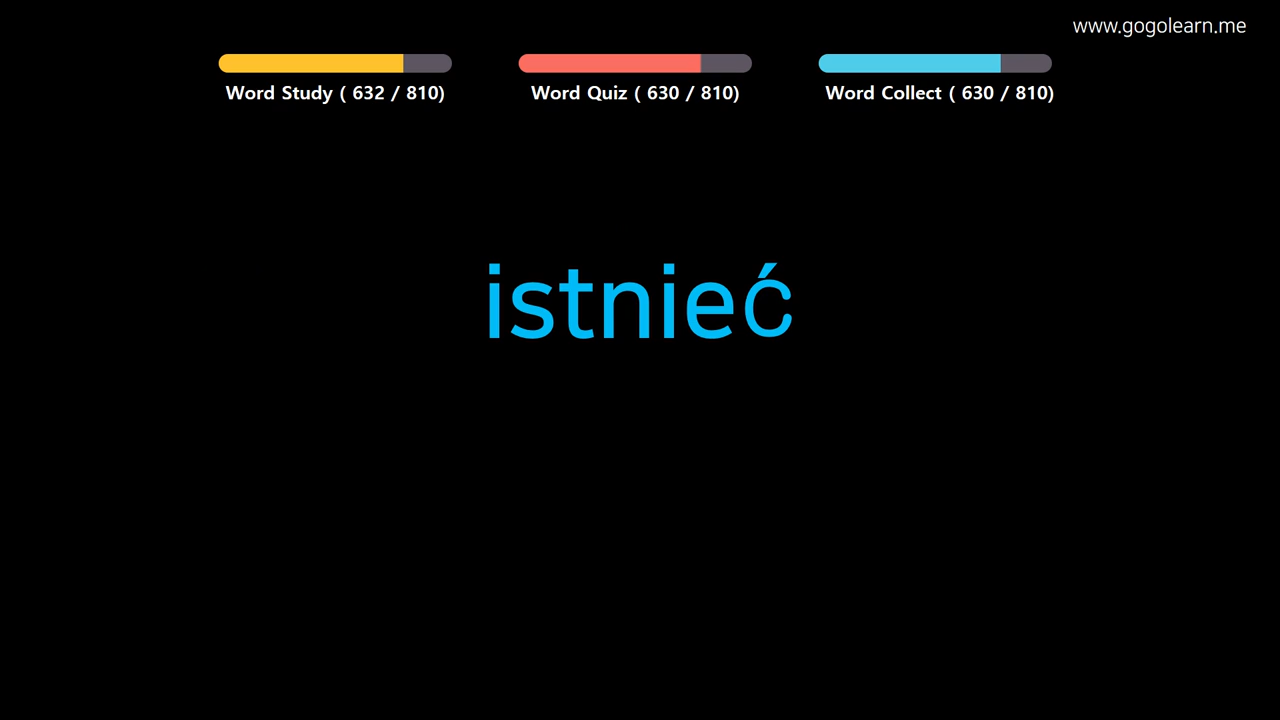 www.gogolearn.me
Word Study ( 632 / 810)
Word Quiz ( 630 / 810)
Word Collect ( 630 / 810)
istnieć